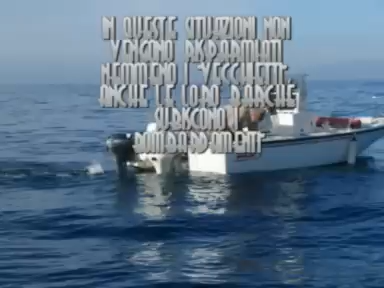 IN QUESTE SITUAZIONI NON
VENGONO RISPARMIATI
NEMMENO I VECCHIETTI,
ANCHE LE LORO BARCHE
SUBISCONO
BOMBARDAMENTI